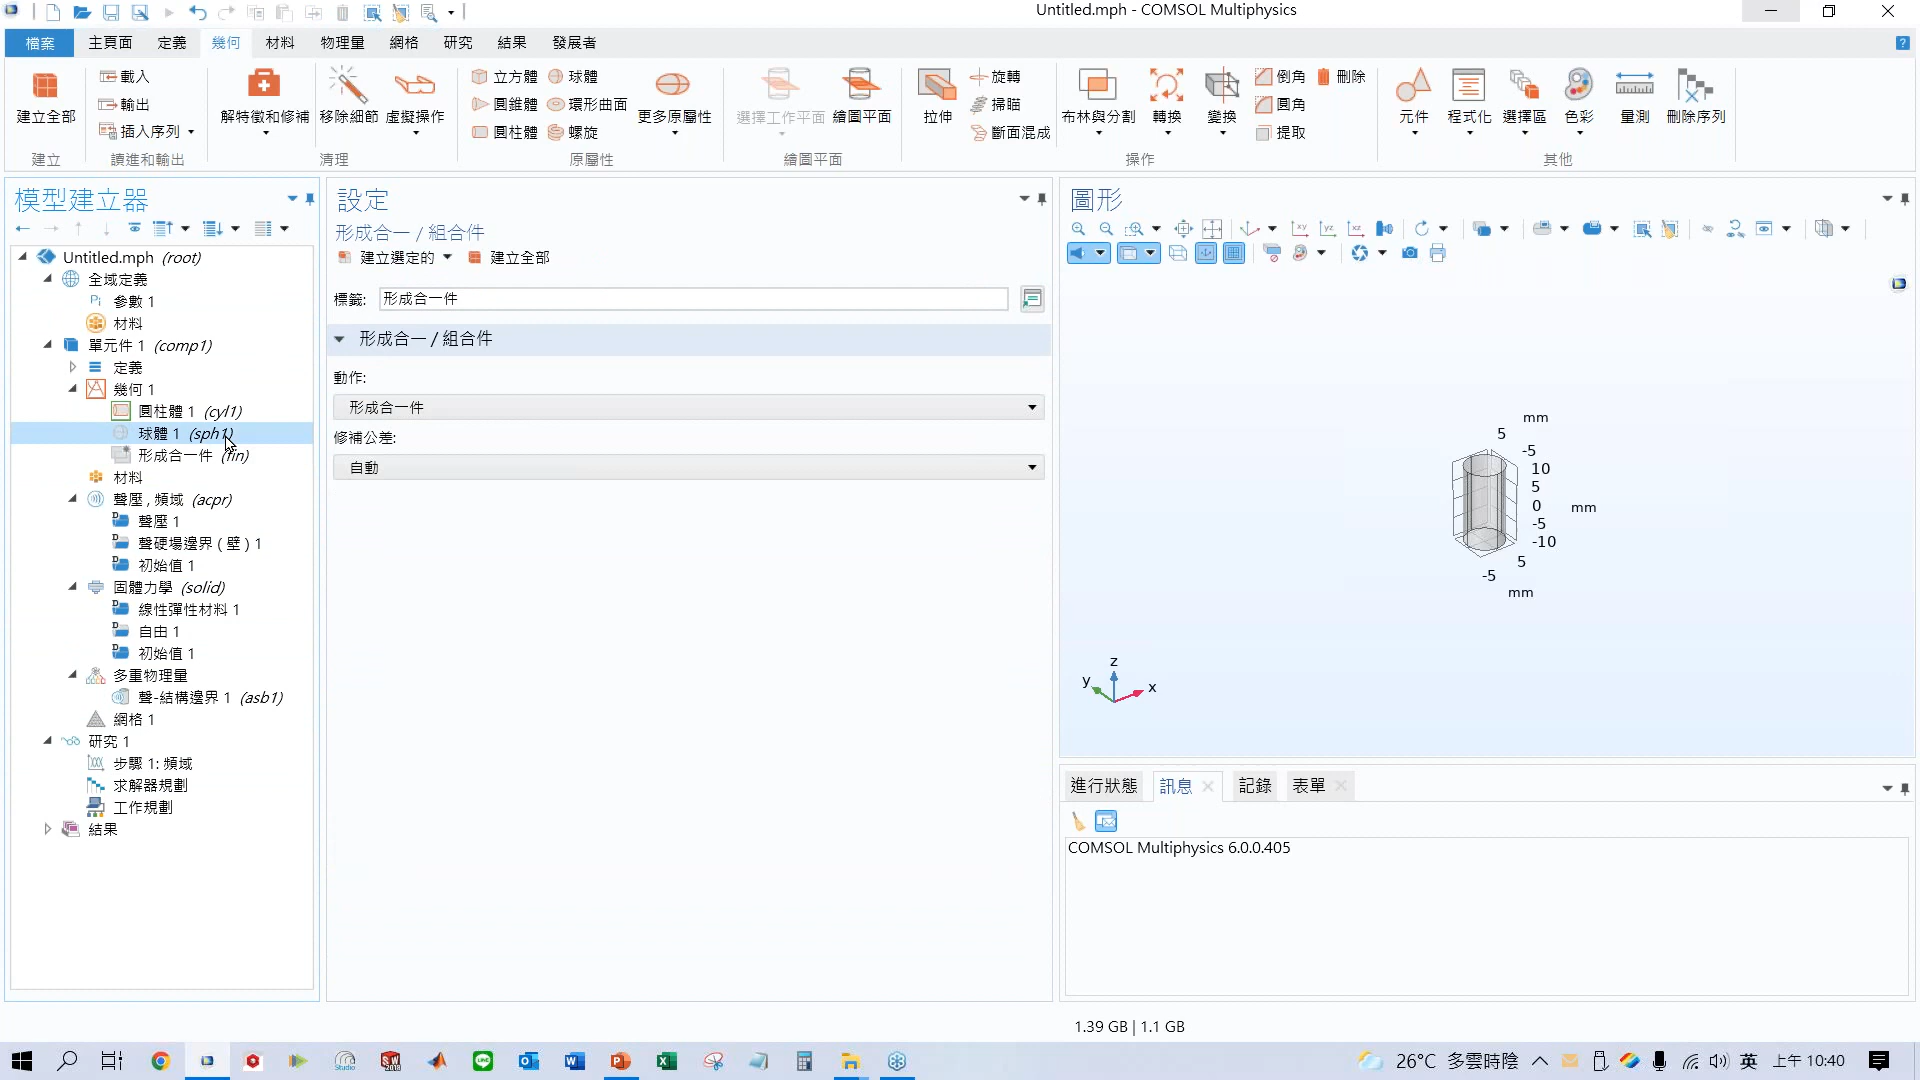 Untitled.mph - COMSOL Multiphysics
檔案 主頁面 定義 幾何 材料 物理量 網格 研究 結果 發展者
建立全部
建立
載入
輸出
插入序列
讀進和輸出
解特徵和修補
移除細節
虛擬操作
清理
立方體 球體
圓錐體 環形曲面
圓柱體 螺旋
更多原屬性
原屬性
選擇工作平面 繪圖平面
繪圖平面
拉伸
旋轉
掃瞄
斷面混成
布林與分割
轉換
變換
倒角 刪除
圓角
提取
操作
元件
程式化
選擇區
色彩
量測
刪除序列
其他
模型建立器
Untitled.mph (root)
全域定義
Pi 參數 1
材料
單元件 1 (comp1)
定義
幾何 1
圓柱體 1 (cyl1)
球體 1 (sph1)
形成合一件 (fin)
材料
聲壓 , 頻域 (acpr)
聲壓 1
聲硬場邊界 ( 壁 ) 1
初始值 1
固體力學 (solid)
線性彈性材料 1
自由 1
初始值 1
多重物理量
聲-結構邊界 1 (asb1)
網格 1
研究 1
步驟 1: 頻域
求解器規劃
工作規劃
結果
設定
形成合一 / 組合件
建立選定的 建立全部
標籤: 形成合一件
形成合一 / 組合件
動作:
形成合一件
修補公差:
自動
圖形
mm
5
-5
10
5
0
-5
-10
mm
5
-5
mm
z
y
x
進行狀態 訊息 記錄 表單
COMSOL Multiphysics 6.0.0.405
1.39 GB | 1.1 GB
26°C 多雲時陰 英 上午 10:40